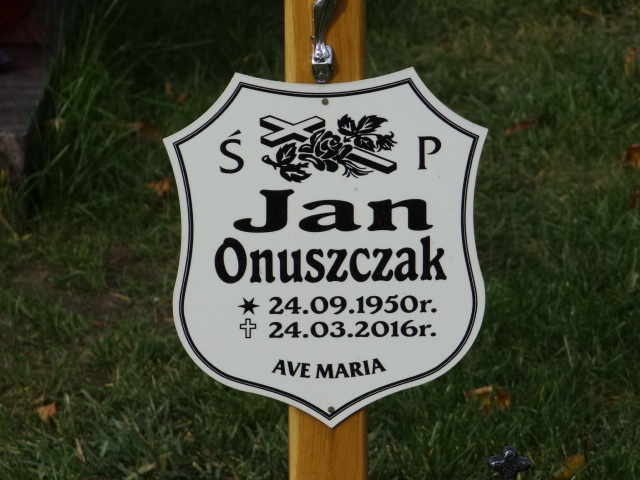 Ś P
Jan
Onuszczak
✶ 24.09.1950r.
✝ 24.03.2016r.
AVE MARIA